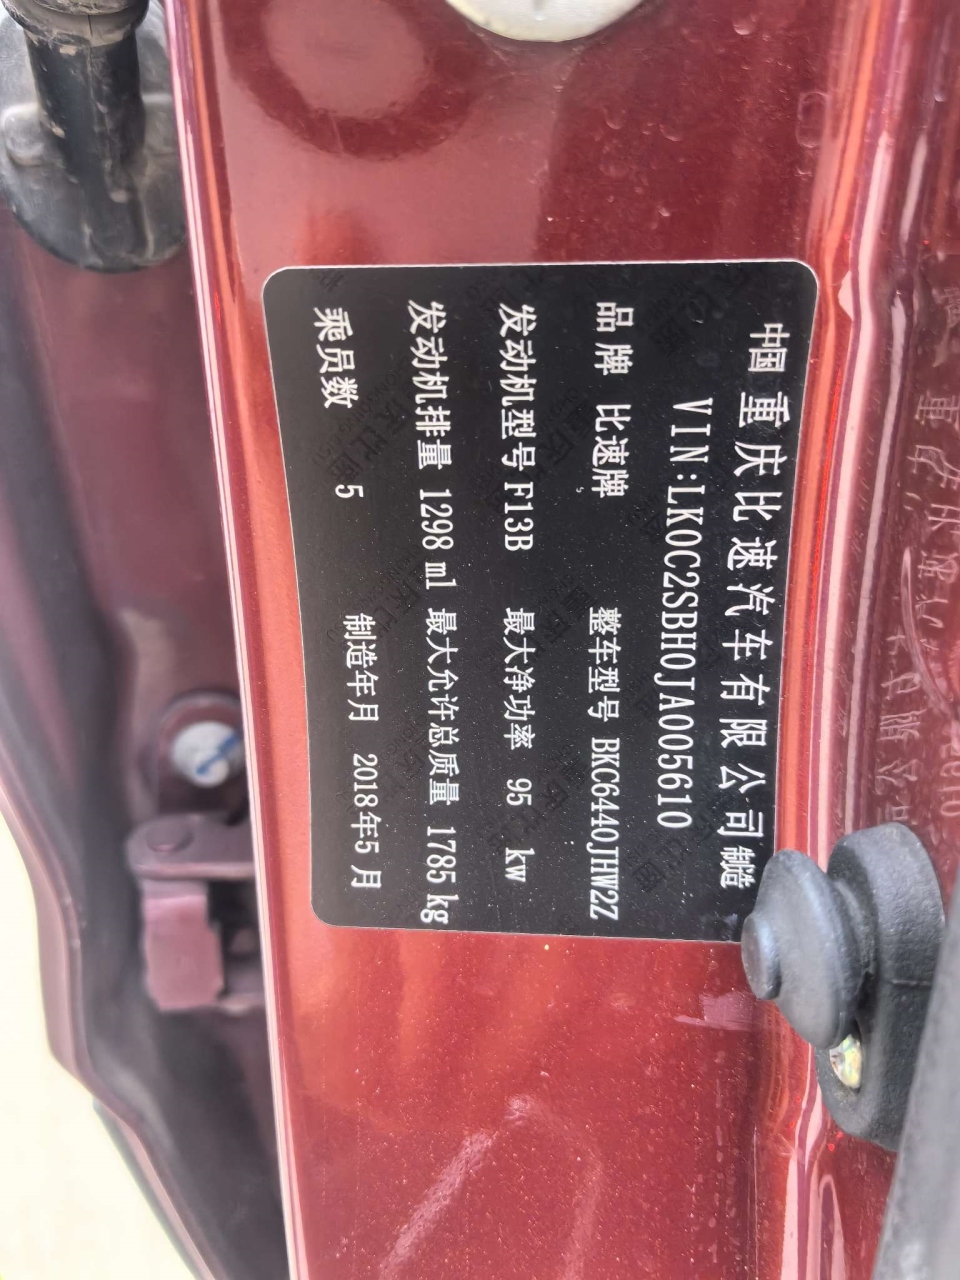 中国 重庆比速汽车有限公司 制造
VIN:LK0C2SBH0JA005610
品牌 比速牌 整车型号 BKC6440JHW2Z
发动机型号 F13B 最大净功率 95 kw
发动机排量 1298 ml 最大允许总质量 1785 kg
乘员数 5 制造年月 2018年5月